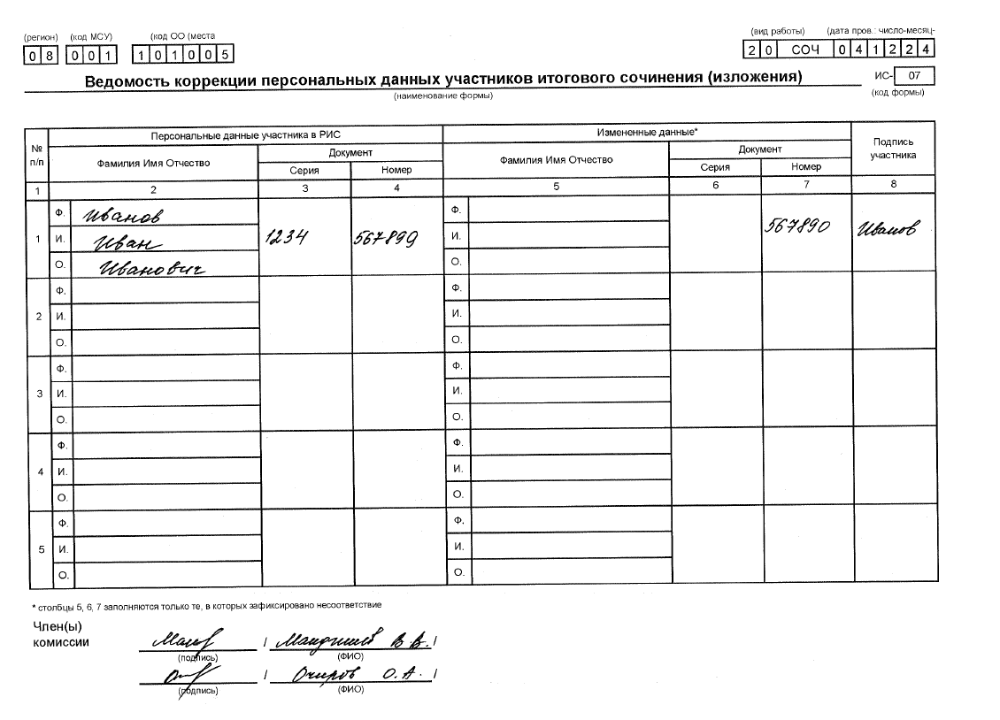 (регион) (код МСУ) (код ОО (места (вид работы) (дата пров.: число-месяц-
08 001 101005 20 СОЧ 041224
Ведомость коррекции персональных данных участников итогового сочинения (изложения) ИС- 07
(наименование формы) (код формы)
№ п/п Персональные данные участника в РИС Измененные данные* Подпись участника
Фамилия Имя Отчество Документ Фамилия Имя Отчество Документ
Серия Номер Серия Номер
1 2 3 4 5 6 7 8
1 Ф. Иванов Ф.
И. Иван 1234 567899 И. 567890 Иванов
О. Иванович О.
2 Ф. Ф.
И. И.
О. О.
3 Ф. Ф.
И. И.
О. О.
4 Ф. Ф.
И. И.
О. О.
5 Ф. Ф.
И. И.
О. О.
* столбцы 5, 6, 7 заполняются только те, в которых зафиксировано несоответствие
Член(ы)
комиссии / Манджиев В.В. /
(подпись) (ФИО)
/ Очиров О.А. /
(подпись) (ФИО)